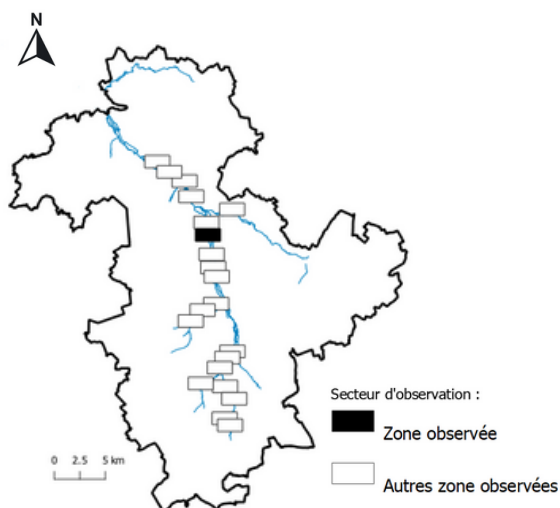 N
Secteur d'observation :
Zone observée
0 2.5 5 km
Autres zone observées